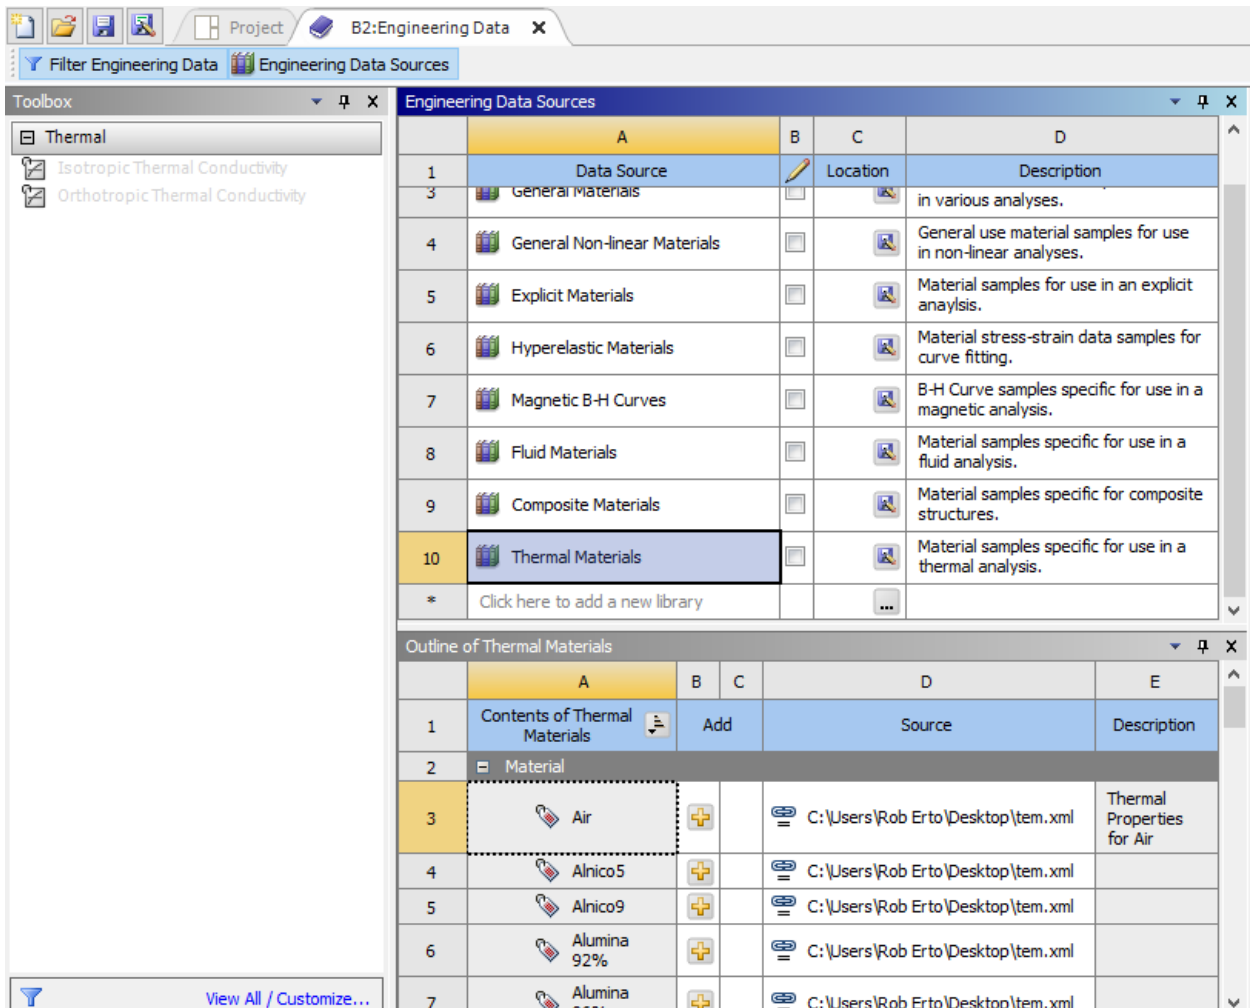 Project
B2:Engineering Data
Filter Engineering Data
Engineering Data Sources
Toolbox
Thermal
Isotropic Thermal Conductivity
Orthotropic Thermal Conductivity
View All / Customize...
Engineering Data Sources
A B C D
1 Data Source Location Description
3 General Materials
in various analyses.
4 General Non-linear Materials General use material samples for use
in non-linear analyses.
5 Explicit Materials Material samples for use in an explicit
anaylsis.
6 Hyperelastic Materials Material stress-strain data samples for
curve fitting.
7 Magnetic B-H Curves B-H Curve samples specific for use in a
magnetic analysis.
8 Fluid Materials Material samples specific for use in a
fluid analysis.
9 Composite Materials Material samples specific for composite
structures.
10 Thermal Materials Material samples specific for use in a
thermal analysis.
* Click here to add a new library ...
Outline of Thermal Materials
A B C D E
1 Contents of Thermal
Materials Add Source Description
2 Material
3 Air C:\Users\Rob Erto\Desktop\tem.xml Thermal
Properties
for Air
4 Alnico5 C:\Users\Rob Erto\Desktop\tem.xml
5 Alnico9 C:\Users\Rob Erto\Desktop\tem.xml
6 Alumina
92% C:\Users\Rob Erto\Desktop\tem.xml
7 Alumina
C:\Users\Rob Erto\Desktop\tem.xml